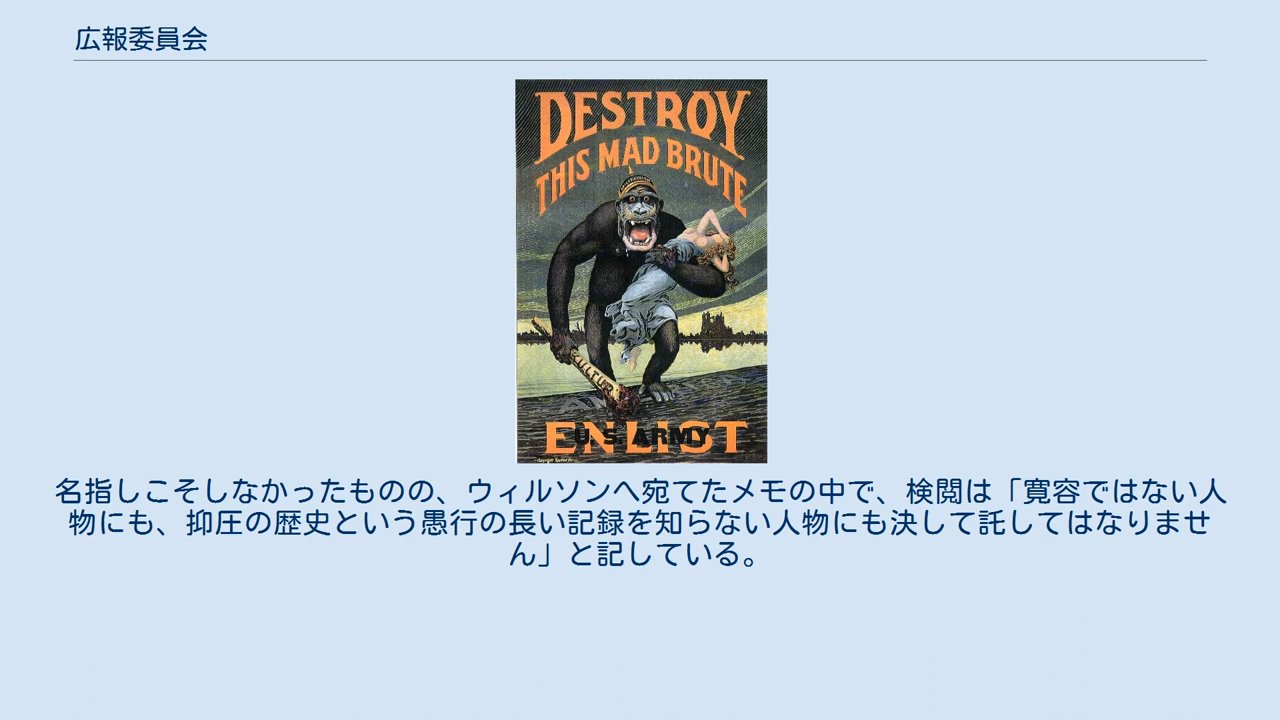 広報委員会
DESTROY
THIS MAD BRUTE
KULTUR
ENLIST
U.S. ARMY
名指しこそしなかったものの、ウィルソンへ宛てたメモの中で、検閲は「寛容ではない人
物にも、抑圧の歴史という愚行の長い記録を知らない人物にも決して託してはなりませ
ん」と記している。